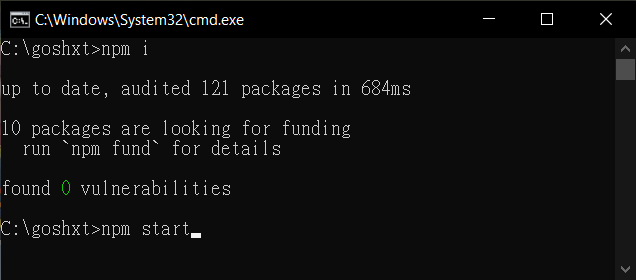 C:\Windows\System32\cmd.exe
C:\goshxt>npm i
up to date, audited 121 packages in 684ms
10 packages are looking for funding
  run `npm fund` for details
found 0 vulnerabilities
C:\goshxt>npm start